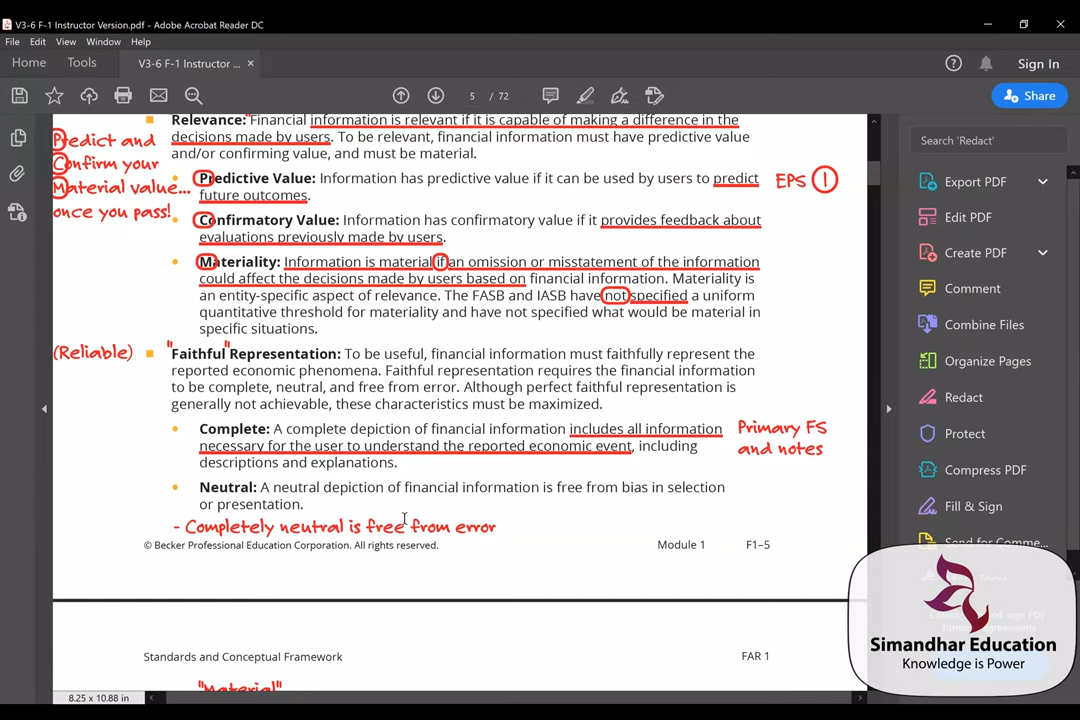 V3-6 F-1 Instructor Version.pdf - Adobe Acrobat Reader DC
File Edit View Window Help
Home Tools V3-6 F-1 Instructor ... × Sign In
5 / 72 Share
Relevance: "Financial information is relevant if it is capable of making a difference in the
decisions made by users. To be relevant, financial information must have predictive value
and/or confirming value, and must be material.
Predict and
Confirm your
Material value...
once you pass!
Predictive Value: Information has predictive value if it can be used by users to predict
future outcomes.
EPS 1
Confirmatory Value: Information has confirmatory value if it provides feedback about
evaluations previously made by users.
Materiality: Information is material if an omission or misstatement of the information
could affect the decisions made by users based on financial information. Materiality is
an entity-specific aspect of relevance. The FASB and IASB have not specified a uniform
quantitative threshold for materiality and have not specified what would be material in
specific situations.
(Reliable)
"Faithful" Representation: To be useful, financial information must faithfully represent the
reported economic phenomena. Faithful representation requires the financial information
to be complete, neutral, and free from error. Although perfect faithful representation is
generally not achievable, these characteristics must be maximized.
Complete: A complete depiction of financial information includes all information
necessary for the user to understand the reported economic event, including
descriptions and explanations.
Primary FS
and notes
Neutral: A neutral depiction of financial information is free from bias in selection
or presentation.
- Completely neutral is free from error
© Becker Professional Education Corporation. All rights reserved. Module 1 F1–5
Standards and Conceptual Framework FAR 1
"Material"
8.25 x 10.88 in
Search 'Redact'
Export PDF
Edit PDF
Create PDF
Comment
Combine Files
Organize Pages
Redact
Protect
Compress PDF
Fill & Sign
Send for Comme...
Simandhar Education
Knowledge is Power